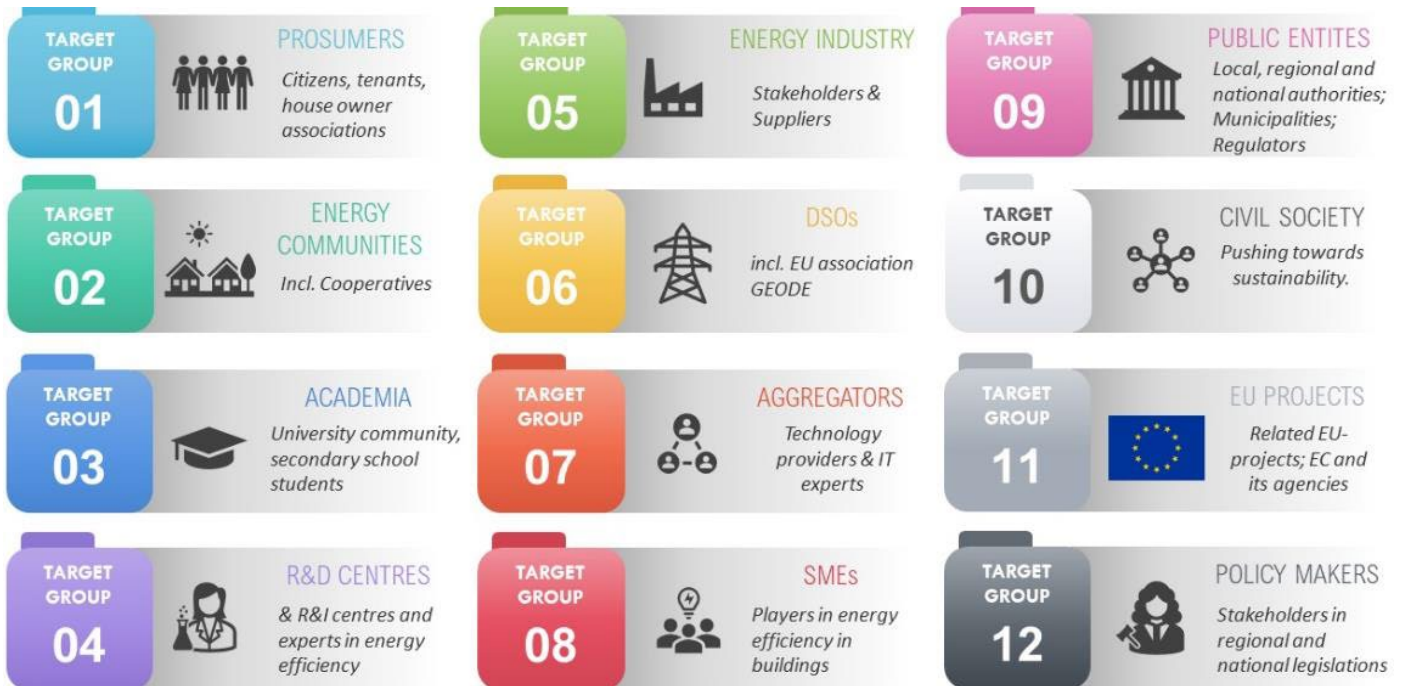 TARGET
GROUP
01
PROSUMERS
Citizens, tenants,
house owner
associations
TARGET
GROUP
02
ENERGY
COMMUNITIES
Incl. Cooperatives
TARGET
GROUP
03
ACADEMIA
University community,
secondary school
students
TARGET
GROUP
04
R&D CENTRES
& R&I centres and
experts in energy
efficiency
TARGET
GROUP
05
ENERGY INDUSTRY
Stakeholders &
Suppliers
TARGET
GROUP
06
DSOs
incl. EU association
GEODE
TARGET
GROUP
07
AGGREGATORS
Technology
providers & IT
experts
TARGET
GROUP
08
SMEs
Players in energy
efficiency in
buildings
TARGET
GROUP
09
PUBLIC ENTITES
Local, regional and
national authorities;
Municipalities;
Regulators
TARGET
GROUP
10
CIVIL SOCIETY
Pushing towards
sustainability.
TARGET
GROUP
11
EU PROJECTS
Related EU-
projects; EC and
its agencies
TARGET
GROUP
12
POLICY MAKERS
Stakeholders in
regional and
national legislations